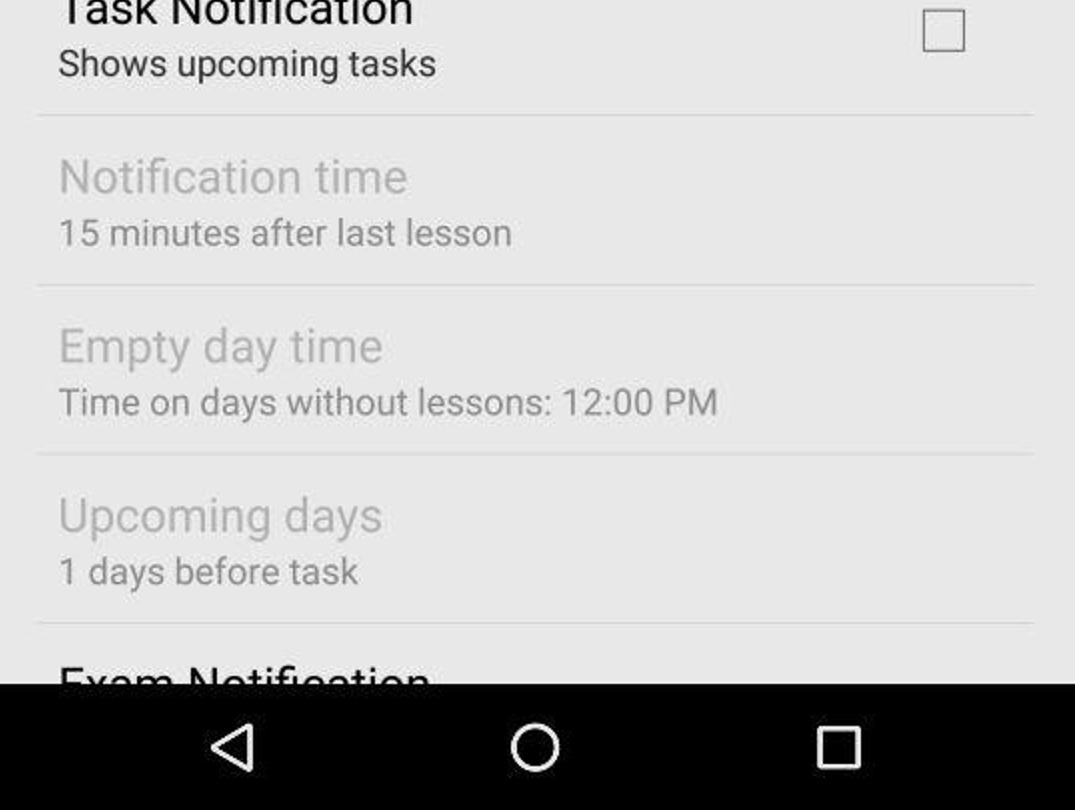 Task Notification
Shows upcoming tasks
Notification time
15 minutes after last lesson
Empty day time
Time on days without lessons: 12:00 PM
Upcoming days
1 days before task
Exam Notification